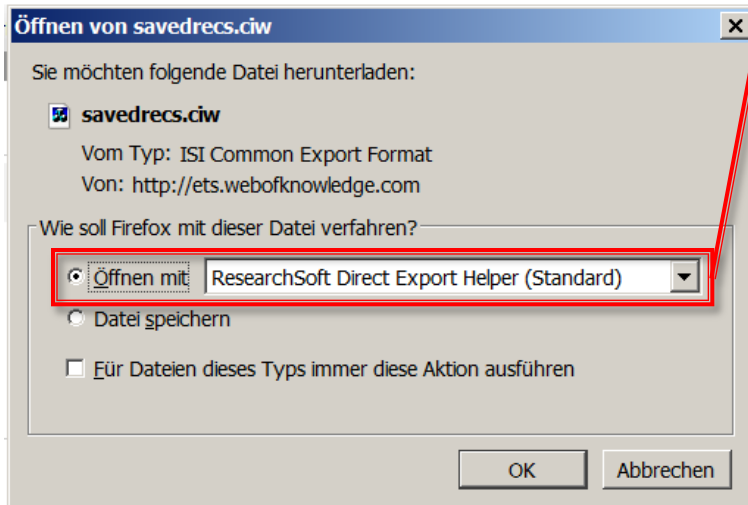 Öffnen von savedrecs.ciw
Sie möchten folgende Datei herunterladen:
savedrecs.ciw
Vom Typ: ISI Common Export Format
Von: http://ets.webofknowledge.com
Wie soll Firefox mit dieser Datei verfahren?
Öffnen mit ResearchSoft Direct Export Helper (Standard)
Datei speichern
Für Dateien dieses Typs immer diese Aktion ausführen
OK Abbrechen